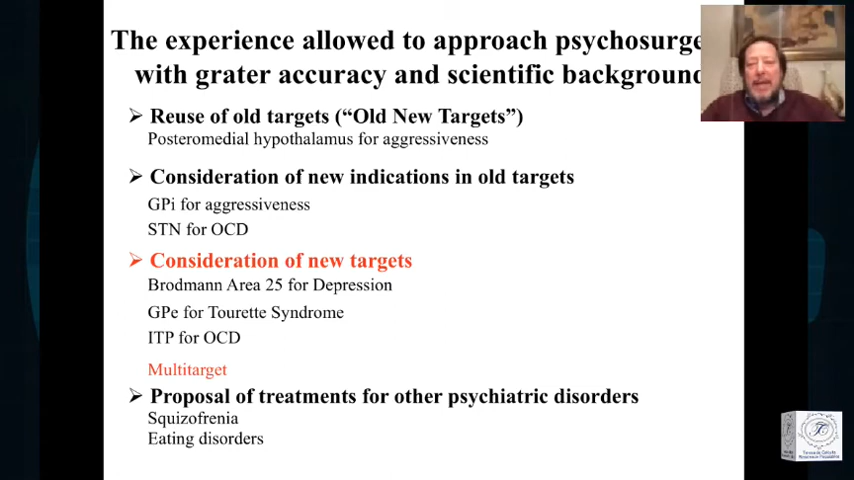 The experience allowed to approach psychosurge
with grater accuracy and scientific background
➢ Reuse of old targets (“Old New Targets”)
Posteromedial hypothalamus for aggressiveness
➢ Consideration of new indications in old targets
GPi for aggressiveness
STN for OCD
➢ Consideration of new targets
Brodmann Area 25 for Depression
GPe for Tourette Syndrome
ITP for OCD
Multitarget
➢ Proposal of treatments for other psychiatric disorders
Squizofrenia
Eating disorders